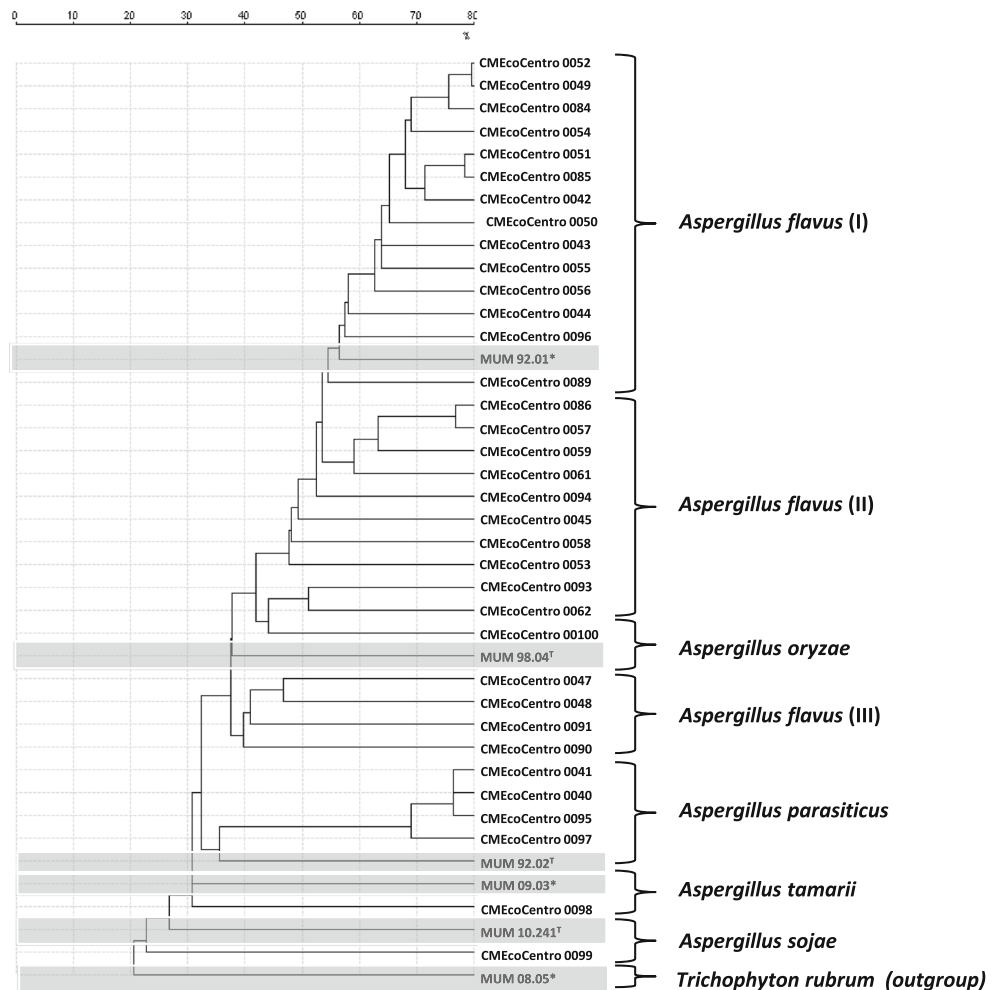 0 10 20 30 40 50 60 70 80
%
CMEcoCentro 0052
CMEcoCentro 0049
CMEcoCentro 0084
CMEcoCentro 0054
CMEcoCentro 0051
CMEcoCentro 0085
CMEcoCentro 0042
CMEcoCentro 0050
CMEcoCentro 0043
CMEcoCentro 0055
CMEcoCentro 0056
CMEcoCentro 0044
CMEcoCentro 0096
MUM 92.01*
CMEcoCentro 0089
Aspergillus flavus (I)
CMEcoCentro 0086
CMEcoCentro 0057
CMEcoCentro 0059
CMEcoCentro 0061
CMEcoCentro 0094
CMEcoCentro 0045
CMEcoCentro 0058
CMEcoCentro 0053
CMEcoCentro 0093
CMEcoCentro 0062
Aspergillus flavus (II)
CMEcoCentro 00100
MUM 98.04ᵀ
Aspergillus oryzae
CMEcoCentro 0047
CMEcoCentro 0048
CMEcoCentro 0091
CMEcoCentro 0090
Aspergillus flavus (III)
CMEcoCentro 0041
CMEcoCentro 0040
CMEcoCentro 0095
CMEcoCentro 0097
MUM 92.02ᵀ
Aspergillus parasiticus
MUM 09.03*
CMEcoCentro 0098
Aspergillus tamarii
MUM 10.241ᵀ
CMEcoCentro 0099
Aspergillus sojae
MUM 08.05*
Trichophyton rubrum (outgroup)